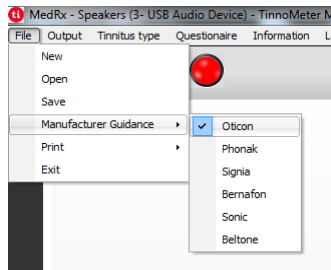 ti MedRx - Speakers (3- USB Audio Device) - TinnoMeter M
File Output Tinnitus type Questionaire Information L
New
Open
Save
Manufacturer Guidance
Print
Exit
Oticon
Phonak
Signia
Bernafon
Sonic
Beltone